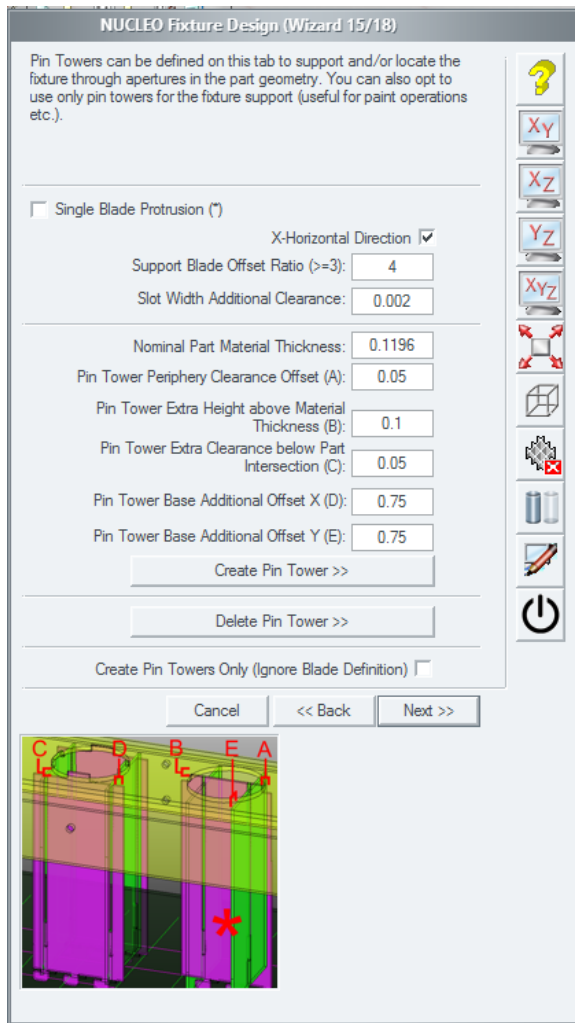 NUCLEO Fixture Design (Wizard 15/18)
Pin Towers can be defined on this tab to support and/or locate the
fixture through apertures in the part geometry. You can also opt to
use only pin towers for the fixture support (useful for paint operations
etc.).
Single Blade Protrusion (*)
X-Horizontal Direction
Support Blade Offset Ratio (>=3): 4
Slot Width Additional Clearance: 0.002
Nominal Part Material Thickness: 0.1196
Pin Tower Periphery Clearance Offset (A): 0.05
Pin Tower Extra Height above Material
Thickness (B): 0.1
Pin Tower Extra Clearance below Part
Intersection (C): 0.05
Pin Tower Base Additional Offset X (D): 0.75
Pin Tower Base Additional Offset Y (E): 0.75
Create Pin Tower >>
Delete Pin Tower >>
Create Pin Towers Only (Ignore Blade Definition)
Cancel << Back Next >>
C D B E A
*
?
XY
XZ
YZ
XYZ